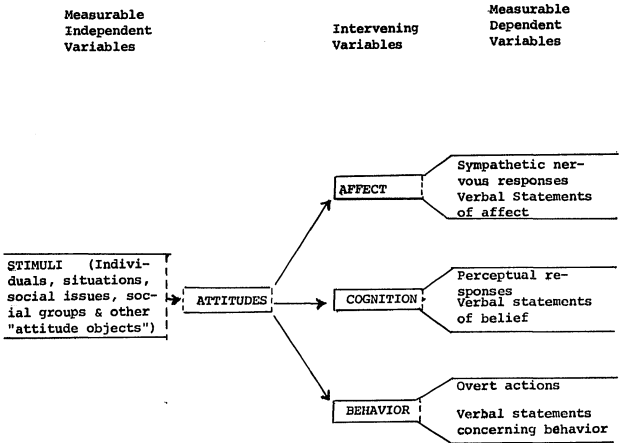 Measurable
Independent
Variables
Intervening
Variables
Measurable
Dependent
Variables
AFFECT
Sympathetic ner-
vous responses
Verbal Statements
of affect
STIMULI (Indivi-
duals, situations,
social issues, soc-
ial groups & other
"attitude objects")
ATTITUDES
COGNITION
Perceptual re-
sponses
Verbal statements
of belief
BEHAVIOR
Overt actions
Verbal statements
concerning behavior